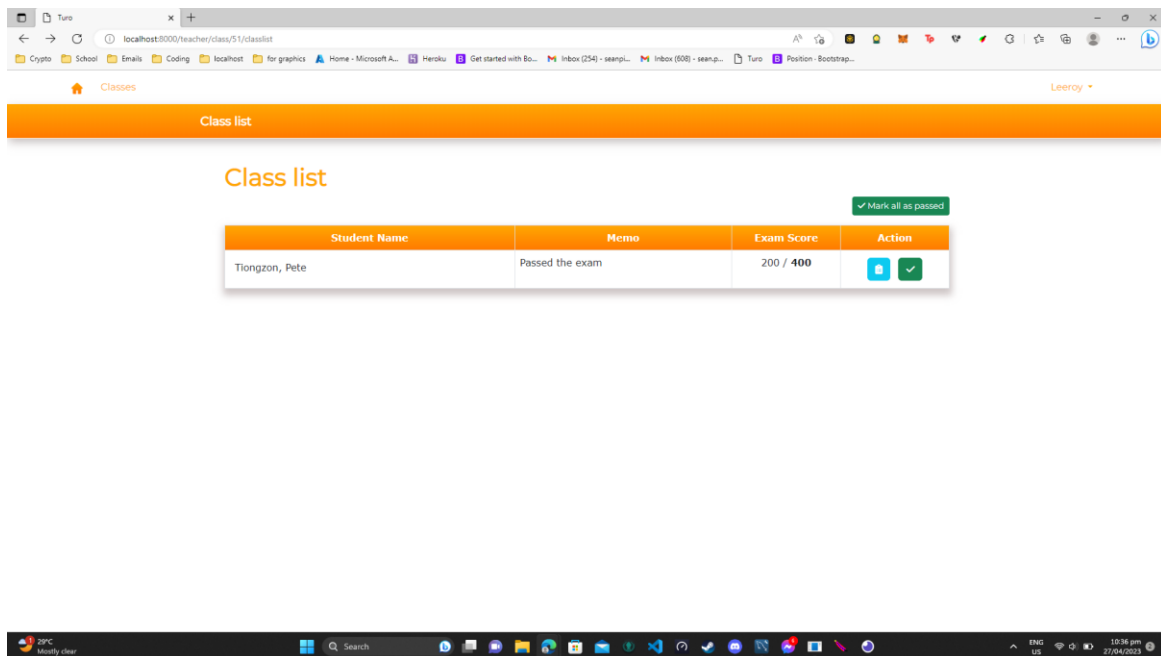 Turo
localhost:8000/teacher/class/51/classlist
Crypto School Emails Coding localhost for graphics Home - Microsoft A... Heroku Get started with Bo... Inbox (254) - seanpi... Inbox (608) - sean.p... Turo Position · Bootstrap...
Classes Leeroy
Class list
Class list
Mark all as passed
Student Name Memo Exam Score Action
Tiongzon, Pete Passed the exam 200 / 400
1 29°C
Mostly clear
Search
ENG
US
10:36 pm
27/04/2023